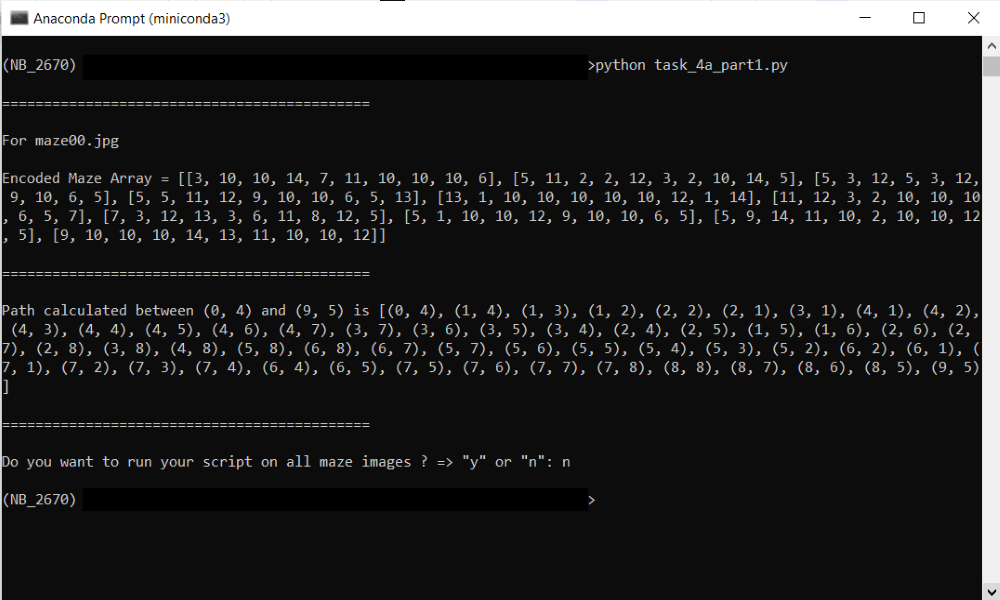 Anaconda Prompt (miniconda3)
(NB_2670) >python task_4a_part1.py
============================================
For maze00.jpg
Encoded Maze Array = [[3, 10, 10, 14, 7, 11, 10, 10, 10, 6], [5, 11, 2, 2, 12, 3, 2, 10, 14, 5], [5, 3, 12, 5, 3, 12,
 9, 10, 6, 5], [5, 5, 11, 12, 9, 10, 10, 6, 5, 13], [13, 1, 10, 10, 10, 10, 10, 12, 1, 14], [11, 12, 3, 2, 10, 10, 10
, 6, 5, 7], [7, 3, 12, 13, 3, 6, 11, 8, 12, 5], [5, 1, 10, 10, 12, 9, 10, 10, 6, 5], [5, 9, 14, 11, 10, 2, 10, 10, 12
, 5], [9, 10, 10, 10, 14, 13, 11, 10, 10, 12]]
============================================
Path calculated between (0, 4) and (9, 5) is [(0, 4), (1, 4), (1, 3), (1, 2), (2, 2), (2, 1), (3, 1), (4, 1), (4, 2),
 (4, 3), (4, 4), (4, 5), (4, 6), (4, 7), (3, 7), (3, 6), (3, 5), (3, 4), (2, 4), (2, 5), (1, 5), (1, 6), (2, 6), (2,
7), (2, 8), (3, 8), (4, 8), (5, 8), (6, 8), (6, 7), (5, 7), (5, 6), (5, 5), (5, 4), (5, 3), (5, 2), (6, 2), (6, 1), (
7, 1), (7, 2), (7, 3), (7, 4), (6, 4), (6, 5), (7, 5), (7, 6), (7, 7), (7, 8), (8, 8), (8, 7), (8, 6), (8, 5), (9, 5)
]
============================================
Do you want to run your script on all maze images ? => "y" or "n": n
(NB_2670) >